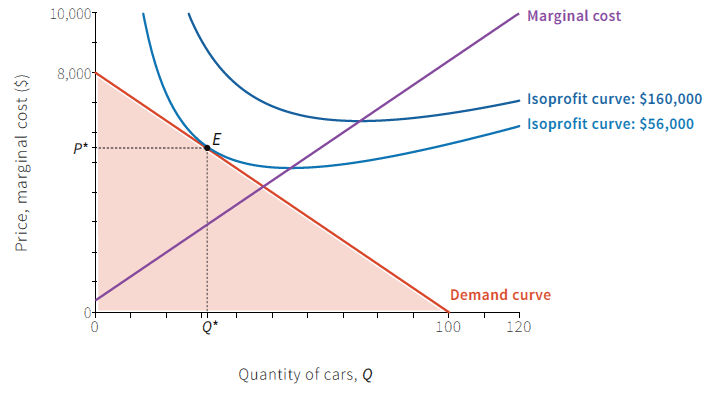 10,000
Marginal cost
8,000
Isoprofit curve: $160,000
Isoprofit curve: $56,000
E
P*
Price, marginal cost ($)
Demand curve
0
0
Q*
100
120
Quantity of cars, Q